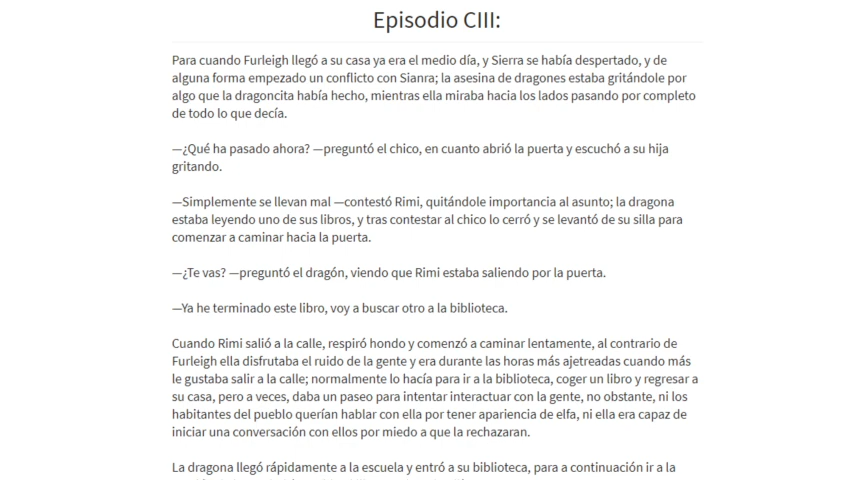 Episodio CIII:
Para cuando Furleigh llegó a su casa ya era el medio día, y Sierra se había despertado, y de
alguna forma empezado un conflicto con Sianra; la asesina de dragones estaba gritándole por
algo que la dragoncita había hecho, mientras ella miraba hacia los lados pasando por completo
de todo lo que decía.
—¿Qué ha pasado ahora? —preguntó el chico, en cuanto abrió la puerta y escuchó a su hija
gritando.
—Simplemente se llevan mal —contestó Rimi, quitándole importancia al asunto; la dragona
estaba leyendo uno de sus libros, y tras contestar al chico lo cerró y se levantó de su silla para
comenzar a caminar hacia la puerta.
—¿Te vas? —preguntó el dragón, viendo que Rimi estaba saliendo por la puerta.
—Ya he terminado este libro, voy a buscar otro a la biblioteca.
Cuando Rimi salió a la calle, respiró hondo y comenzó a caminar lentamente, al contrario de
Furleigh ella disfrutaba el ruido de la gente y era durante las horas más ajetreadas cuando más
le gustaba salir a la calle; normalmente lo hacía para ir a la biblioteca, coger un libro y regresar a
su casa, pero a veces, daba un paseo para intentar interactuar con la gente, no obstante, ni los
habitantes del pueblo querían hablar con ella por tener apariencia de elfa, ni ella era capaz de
iniciar una conversación con ellos por miedo a que la rechazaran.
La dragona llegó rápidamente a la escuela y entró a su biblioteca, para a continuación ir a la